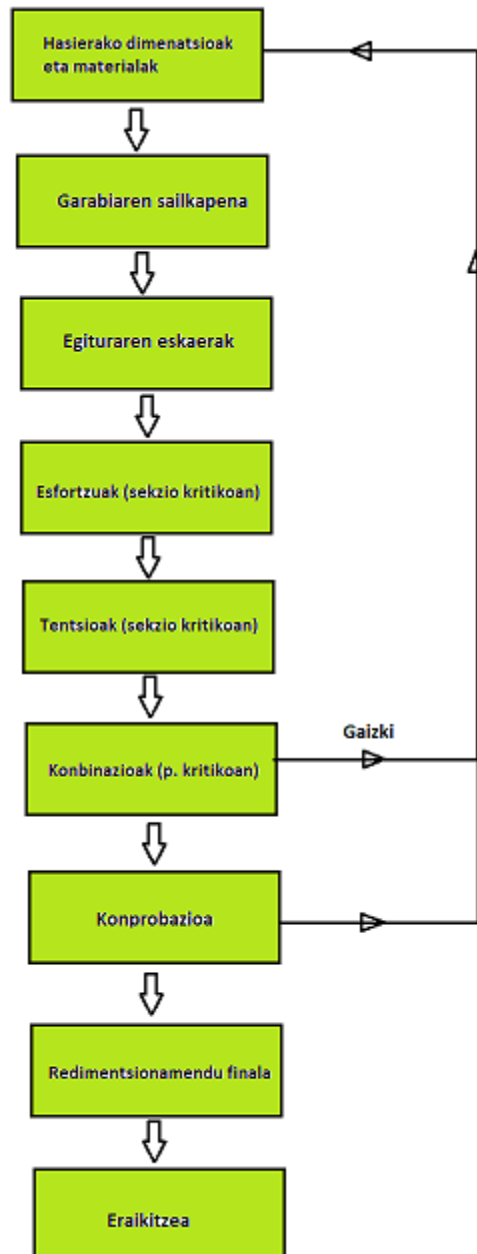 Hasierako dimenatsioak
eta materialak
Garabiaren sailkapena
Egituraren eskaerak
Esfortzuak (sekzio kritikoan)
Tentsioak (sekzio kritikoan)
Gaizki
Konbinazioak (p. kritikoan)
Konprobazioa
Redimentsionamendu finala
Eraikitzea